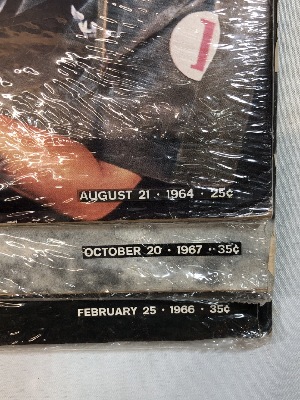 AUGUST 21 · 1964 · 25¢
OCTOBER 20 · 1967 · 35¢
FEBRUARY 25 · 1966 · 35¢